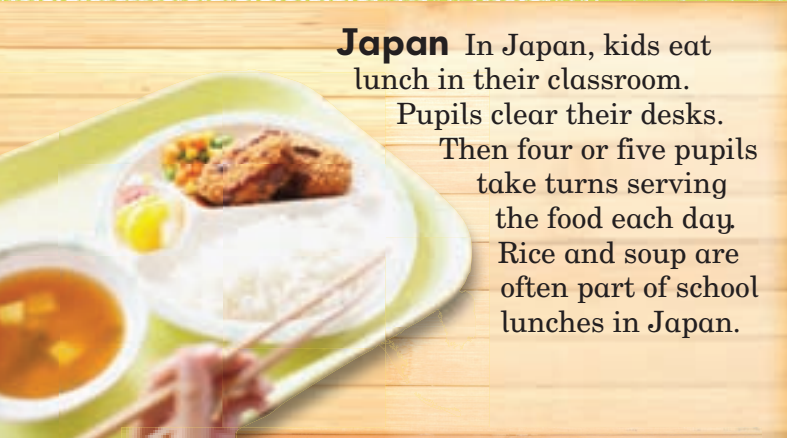 Japan In Japan, kids eat
lunch in their classroom.
Pupils clear their desks.
Then four or five pupils
take turns serving
the food each day.
Rice and soup are
often part of school
lunches in Japan.